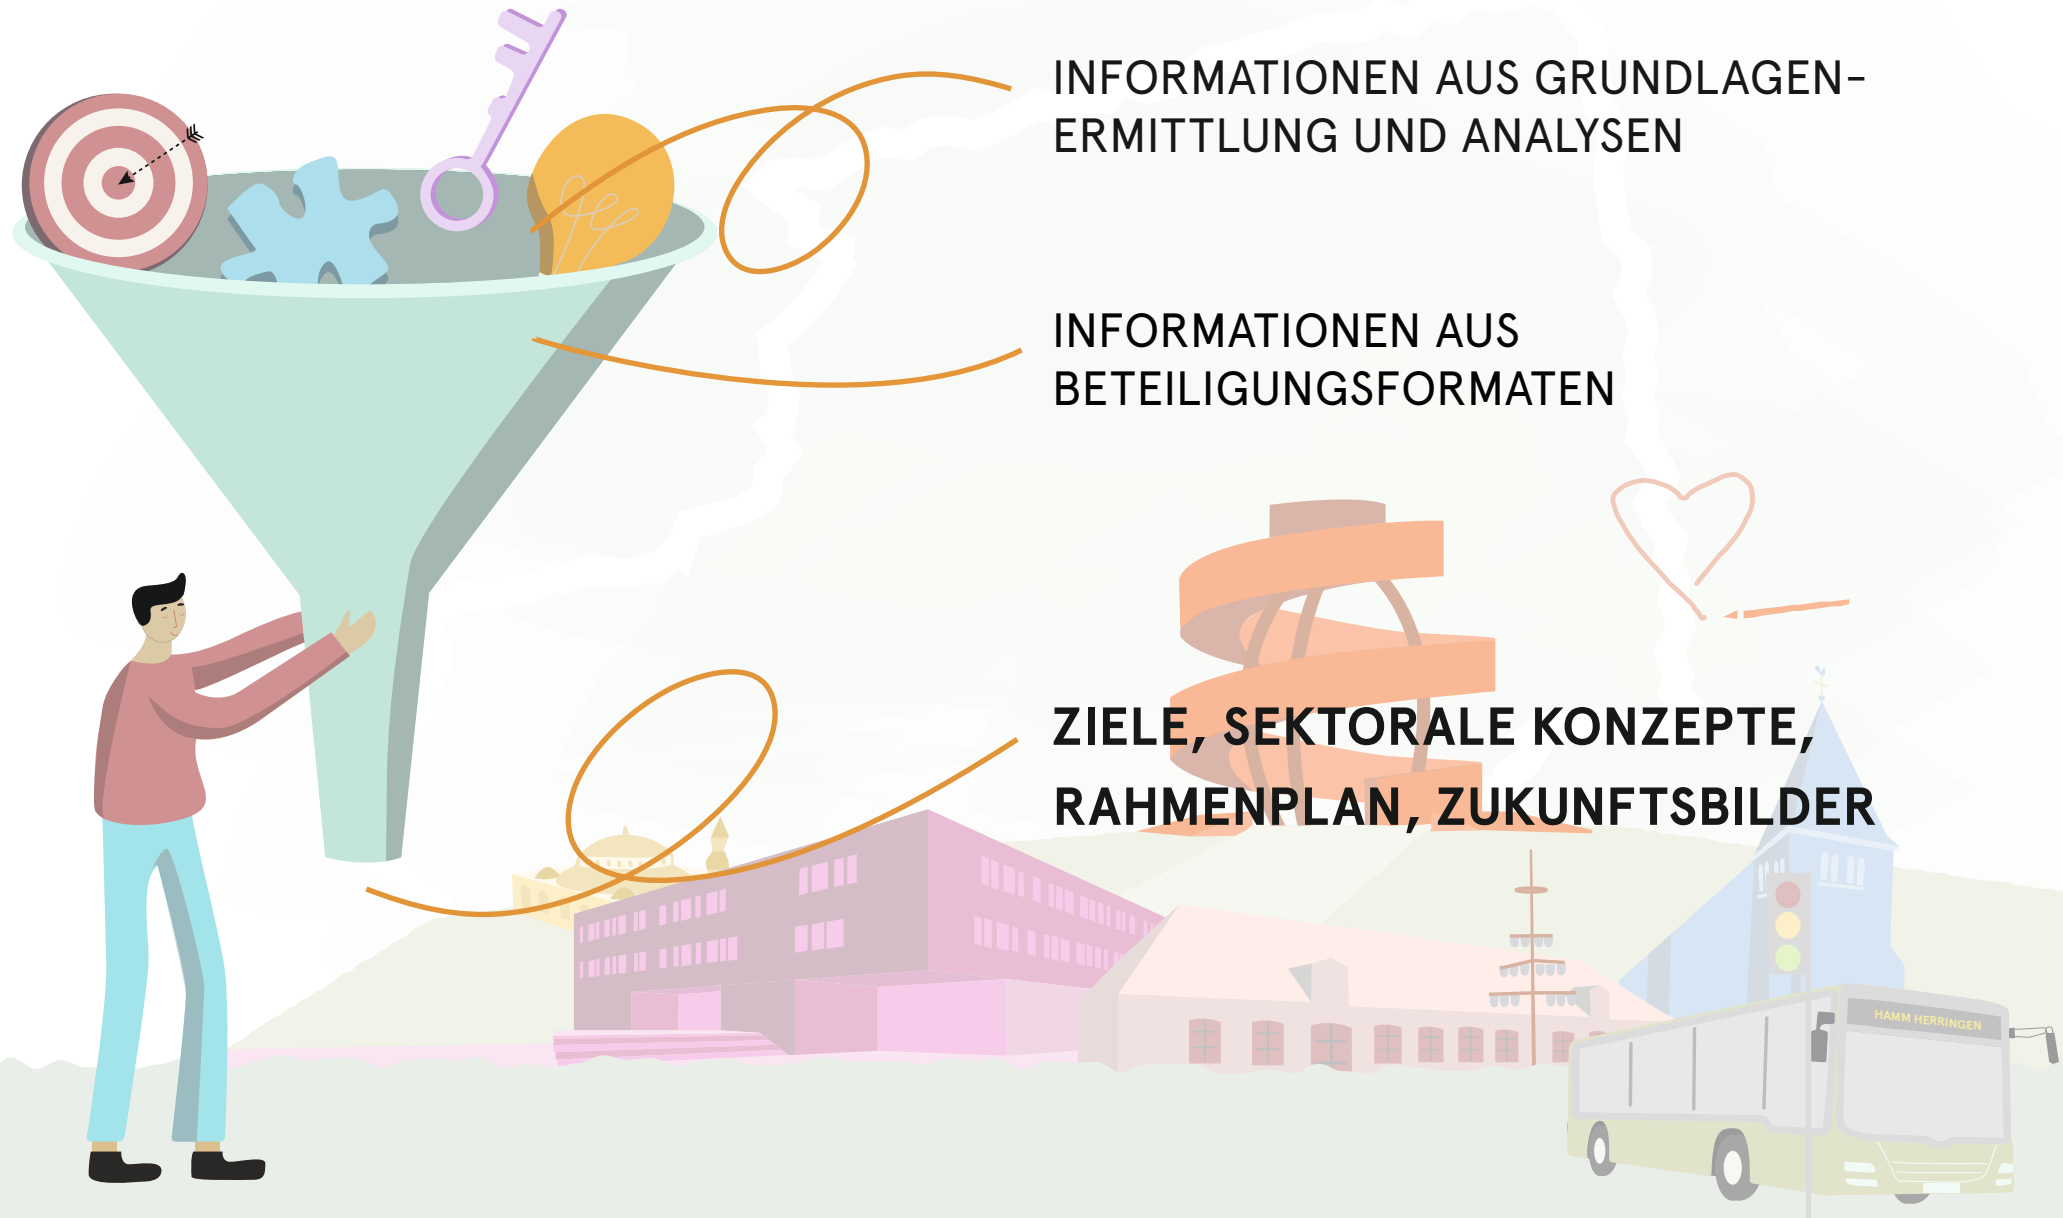 INFORMATIONEN AUS GRUNDLAGEN-
ERMITTLUNG UND ANALYSEN
INFORMATIONEN AUS
BETEILIGUNGSFORMATEN
ZIELE, SEKTORALE KONZEPTE,
RAHMENPLAN, ZUKUNFTSBILDER
HAMM HERRINGEN